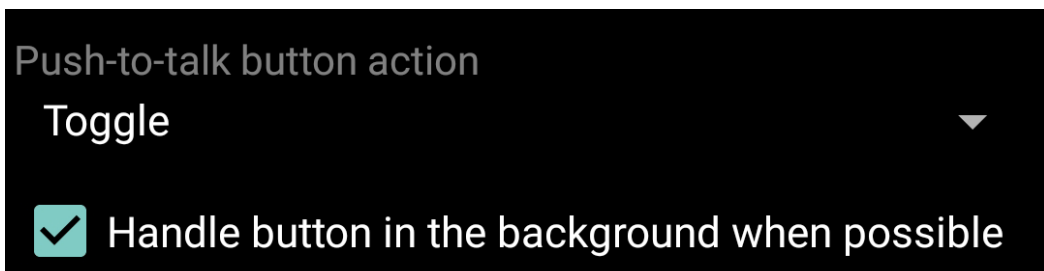 Push-to-talk button action
Toggle
Handle button in the background when possible